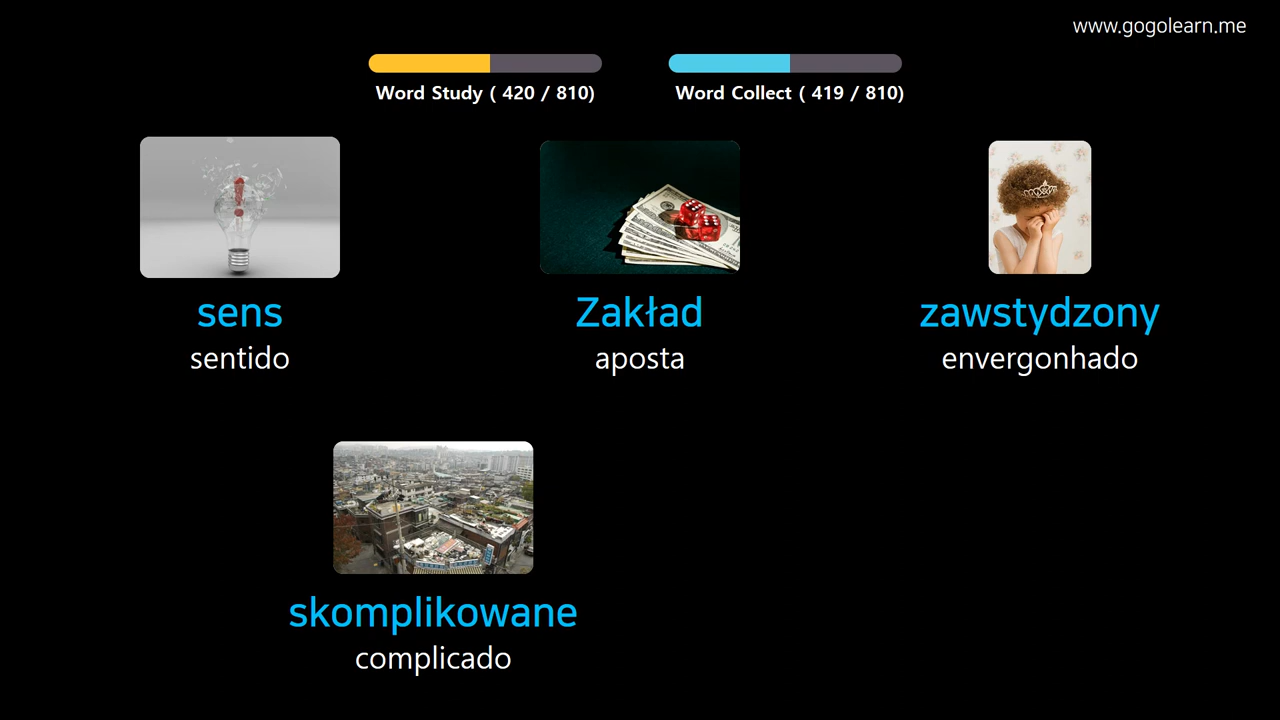 www.gogolearn.me
Word Study ( 420 / 810)
Word Collect ( 419 / 810)
sens
sentido
Zakład
aposta
zawstydzony
envergonhado
skomplikowane
complicado